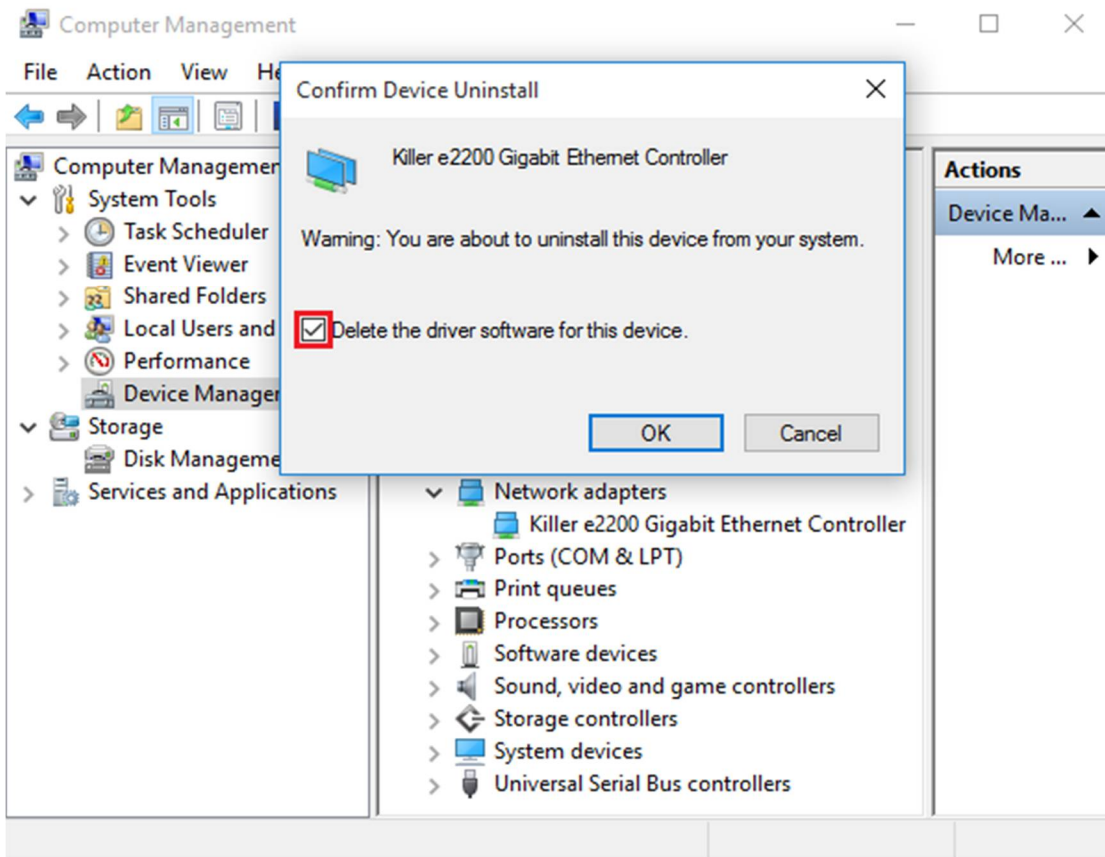 Computer Management
File Action View He
Confirm Device Uninstall
Killer e2200 Gigabit Ethernet Controller
Warning: You are about to uninstall this device from your system.
Delete the driver software for this device.
OK Cancel
Computer Managemen
System Tools
Task Scheduler
Event Viewer
Shared Folders
Local Users and
Performance
Device Manager
Storage
Disk Manageme
Services and Applications
Network adapters
Killer e2200 Gigabit Ethernet Controller
Ports (COM & LPT)
Print queues
Processors
Software devices
Sound, video and game controllers
Storage controllers
System devices
Universal Serial Bus controllers
Actions
Device Ma...
More ...